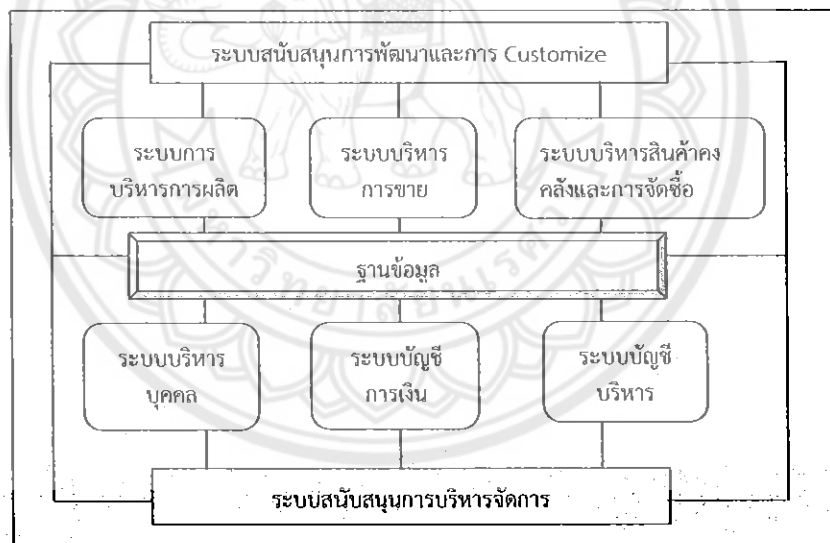 ระบบสนับสนุนการพัฒนาและการ Customize
ระบบการ
บริหารการผลิต
ระบบบริหาร
การขาย
ระบบบริหารสินค้าคง
คลังและการจัดซื้อ
ฐานข้อมูล
ระบบบริหาร
บุคคล
ระบบบัญชี
การเงิน
ระบบบัญชี
บริหาร
ระบบสนับสนุนการบริหารจัดการ